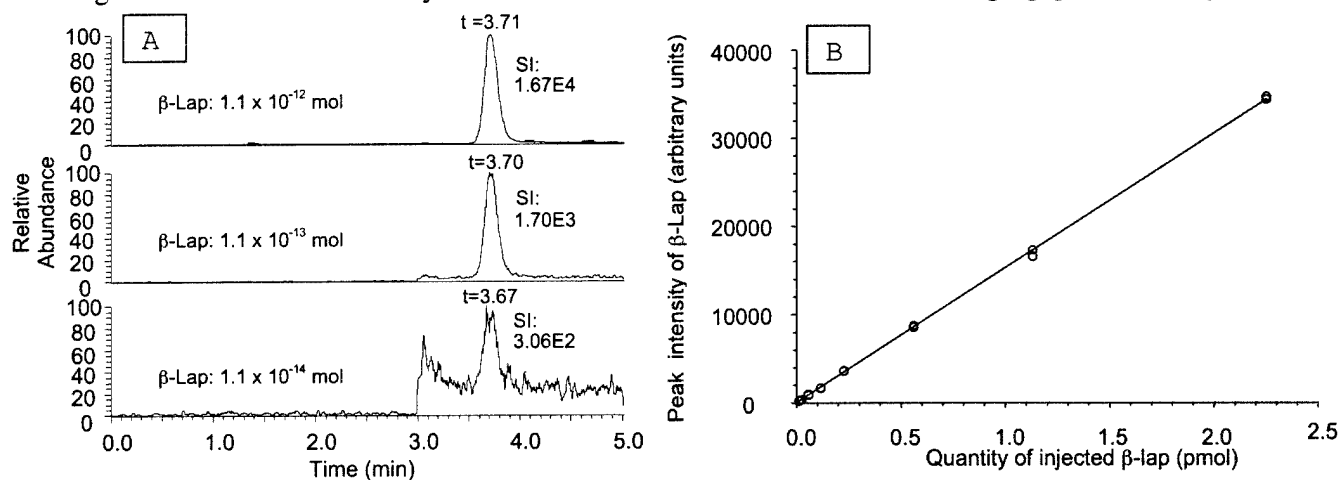 A
t =3.71
SI:
1.67E4
β-Lap: 1.1 x 10⁻¹² mol
100
80
60
40
20
0
t=3.70
SI:
1.70E3
β-Lap: 1.1 x 10⁻¹³ mol
100
80
60
40
20
0
t=3.67
SI:
3.06E2
β-Lap: 1.1 x 10⁻¹⁴ mol
100
80
60
40
20
0
Relative
Abundance
0.0 1.0 2.0 3.0 4.0 5.0
Time (min)
B
Peak intensity of β-Lap (arbitrary units)
40000
30000
20000
10000
0
0.0 0.5 1.0 1.5 2.0 2.5
Quantity of injected β-lap (pmol)